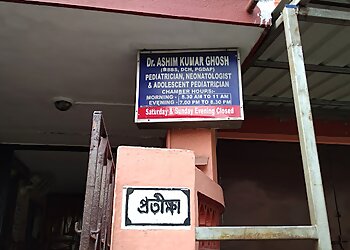 Dr. ASHIM KUMAR GHOSH
(MBBS, DCH, PGDAP)
PEDIATRICIAN, NEONATOLOGIST
& ADOLESCENT PEDIATRICIAN
CHAMBER HOURS:-
MORNING - 8.30 AM TO 11 AM
EVENING - 7.00 PM TO 8.30 PM
Saturday & Sunday Evening Closed
প্রতীক্ষা